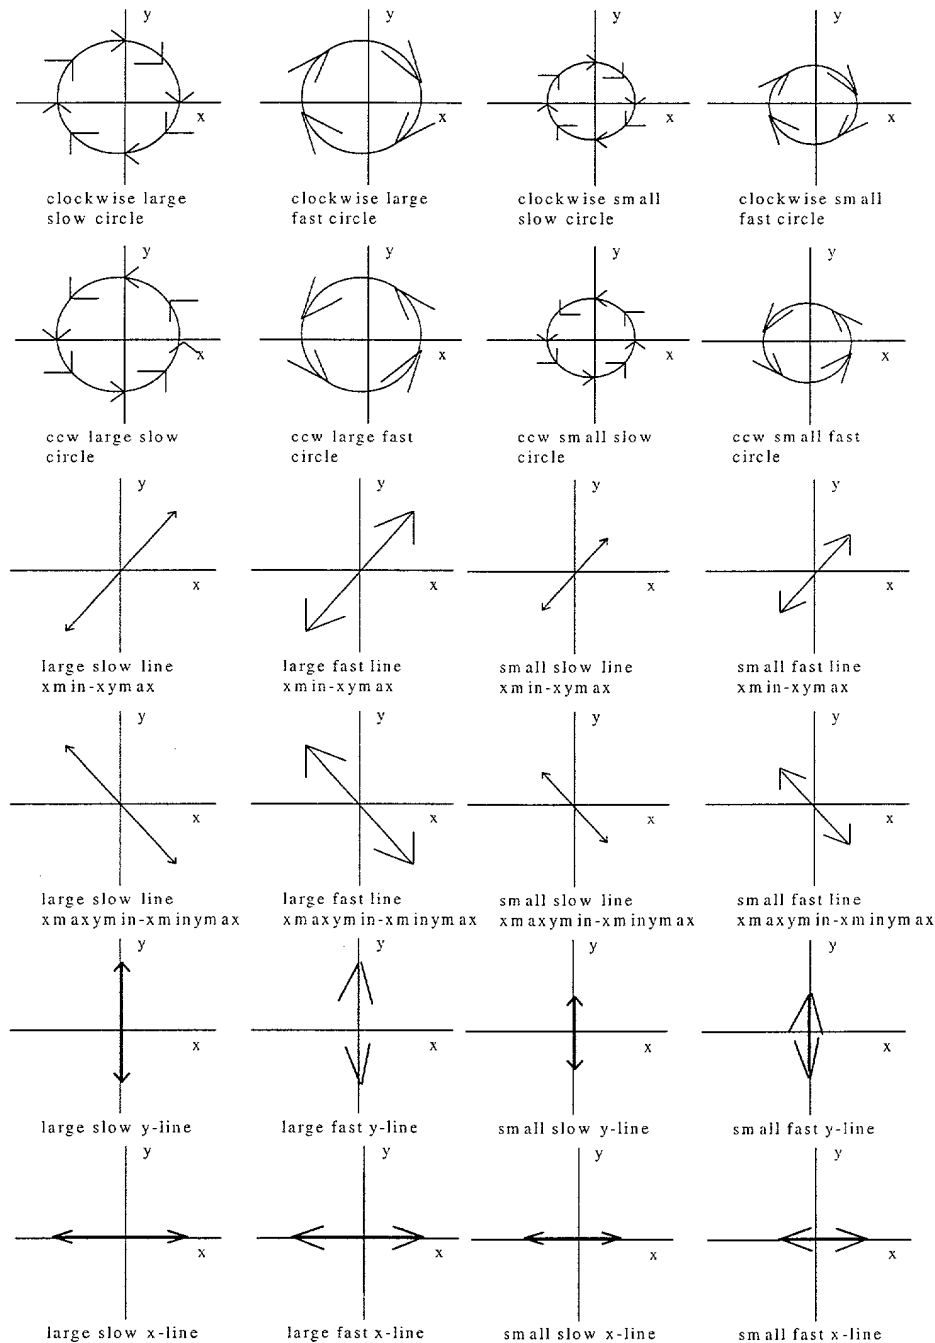 y
y
y
y
x
x
x
x
clockwise large
slow circle
clockwise large
fast circle
clockwise small
slow circle
clockwise small
fast circle
y
y
y
y
x
x
x
x
ccw large slow
circle
ccw large fast
circle
ccw small slow
circle
ccw small fast
circle
y
y
y
y
x
x
x
x
large slow line
xmin-xymax
large fast line
xmin-xymax
small slow line
xmin-xymax
small fast line
xmin-xymax
y
y
y
y
x
x
x
x
large slow line
xmaxymin-xminymax
large fast line
xmaxymin-xminymax
small slow line
xmaxymin-xminymax
small fast line
xmaxymin-xminymax
y
y
y
y
x
x
x
x
large slow y-line
large fast y-line
small slow y-line
small fast y-line
y
y
y
y
x
x
x
x
large slow x-line
large fast x-line
small slow x-line
small fast x-line